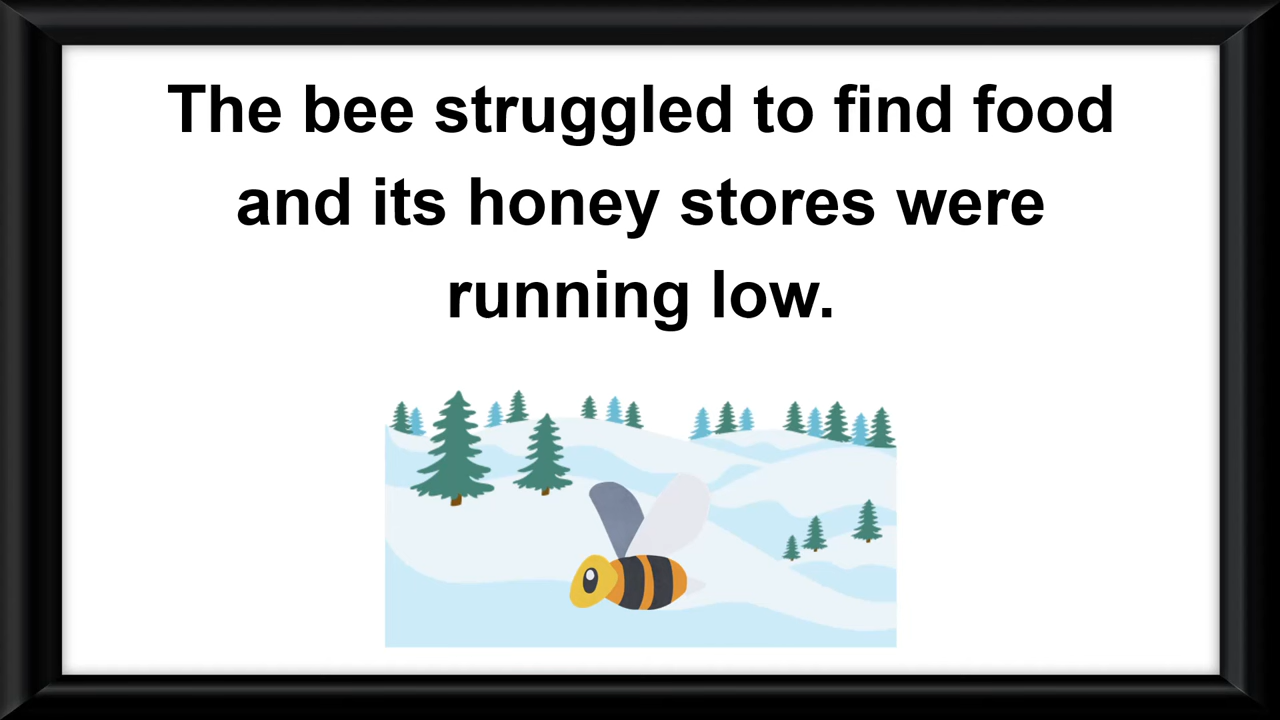 The bee struggled to find food
and its honey stores were
running low.